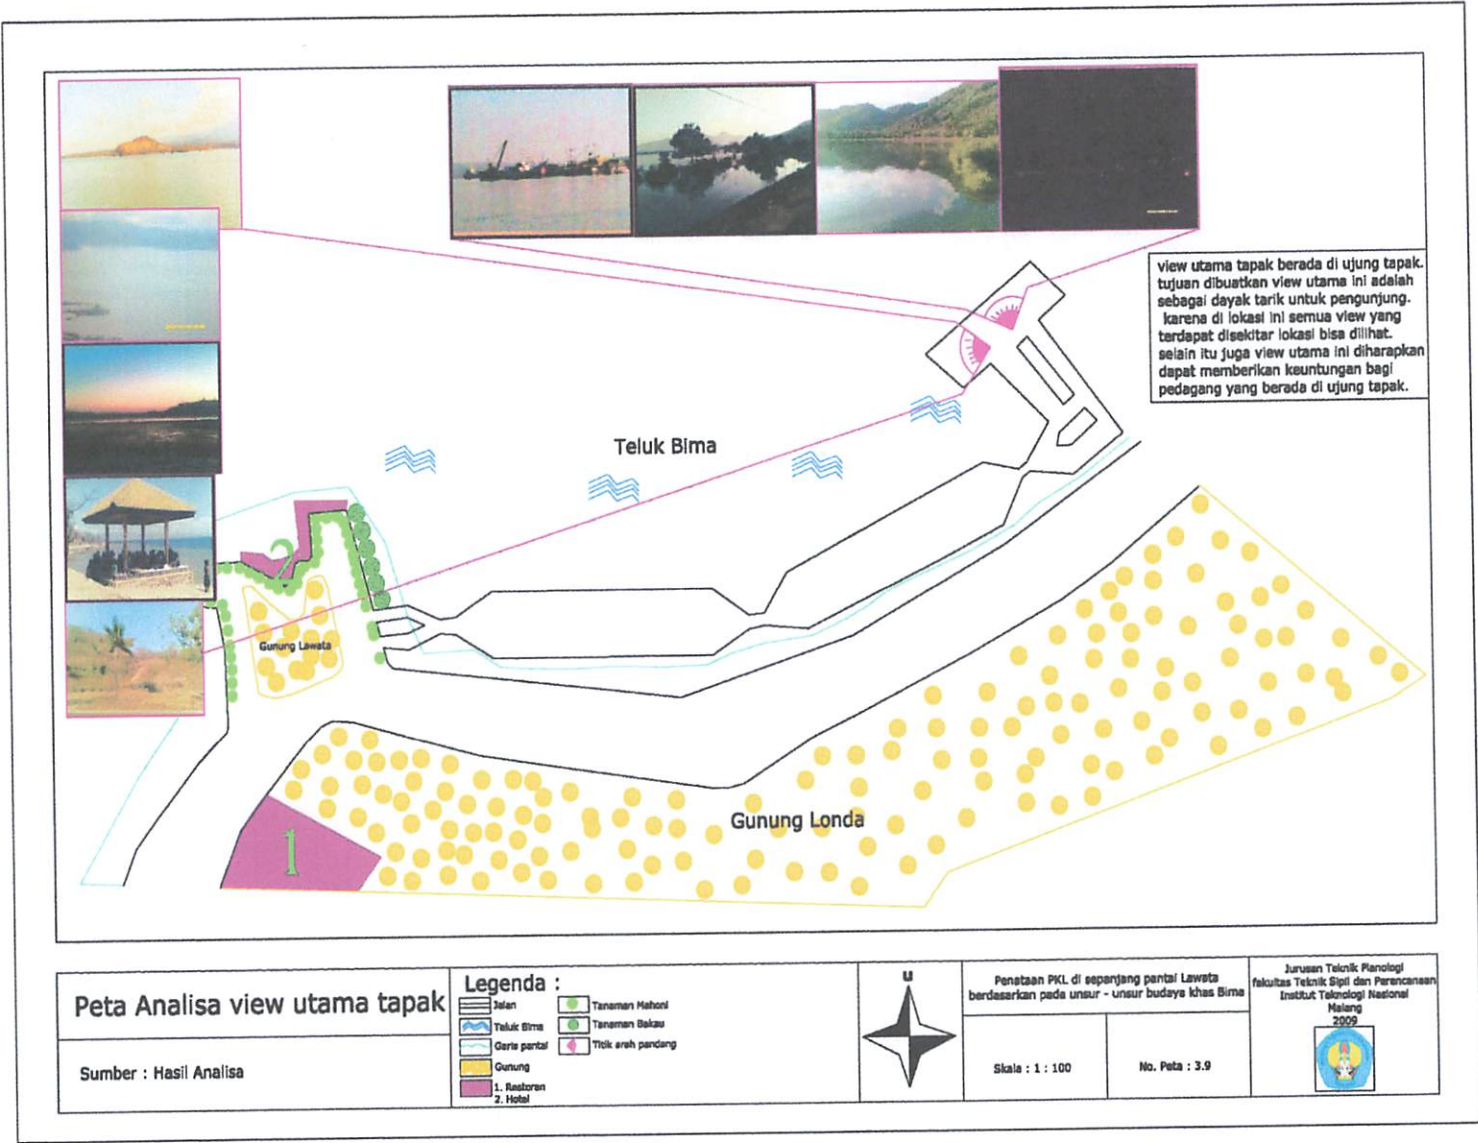 view utama tapak berada di ujung tapak.
tujuan dibuatkan view utama ini adalah
sebagai dayak tarik untuk pengunjung.
karena di lokasi ini semua view yang
terdapat disekitar lokasi bisa dilihat.
selain itu juga view utama ini diharapkan
dapat memberikan keuntungan bagi
pedagang yang berada di ujung tapak.
Teluk Bima
Gunung Lawata
Gunung Londa
1
Peta Analisa view utama tapak
Sumber : Hasil Analisa
Legenda :
Jalan
Teluk Bima
Garis pantai
Gunung
1. Restoran
2. Hotel
Tanaman Mahoni
Tanaman Bakau
Titik arah pandang
U
Penataan PKL di sepanjang pantai Lawata
berdasarkan pada unsur - unsur budaya khas Bima
Skala : 1 : 100
No. Peta : 3.9
Jurusan Teknik Planologi
fakultas Teknik Sipil dan Perencanaan
Institut Teknologi Nasional
Malang
2009